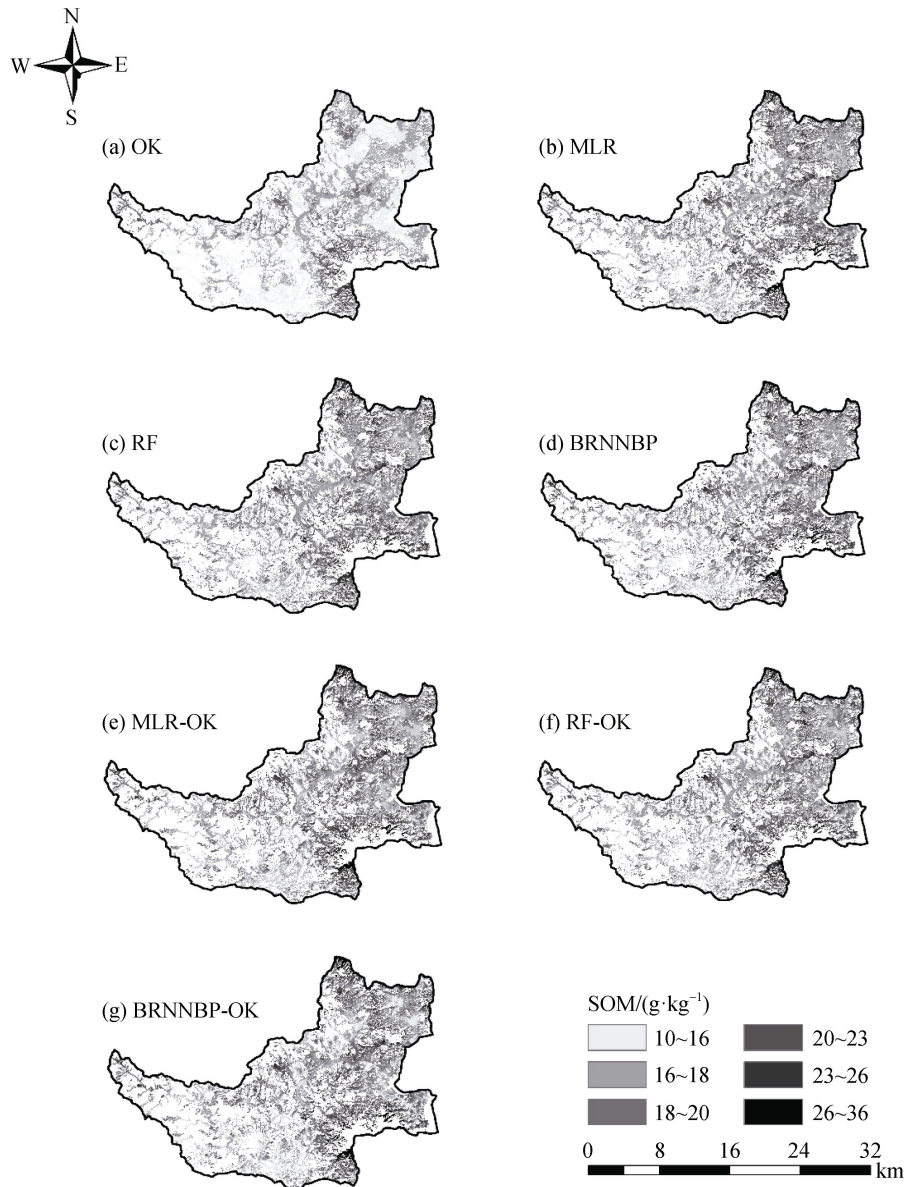 N
W E
S
(a) OK
(b) MLR
(c) RF
(d) BRNNBP
(e) MLR-OK
(f) RF-OK
(g) BRNNBP-OK
SOM/(g·kg⁻¹)
10~16 20~23
16~18 23~26
18~20 26~36
0 8 16 24 32
km